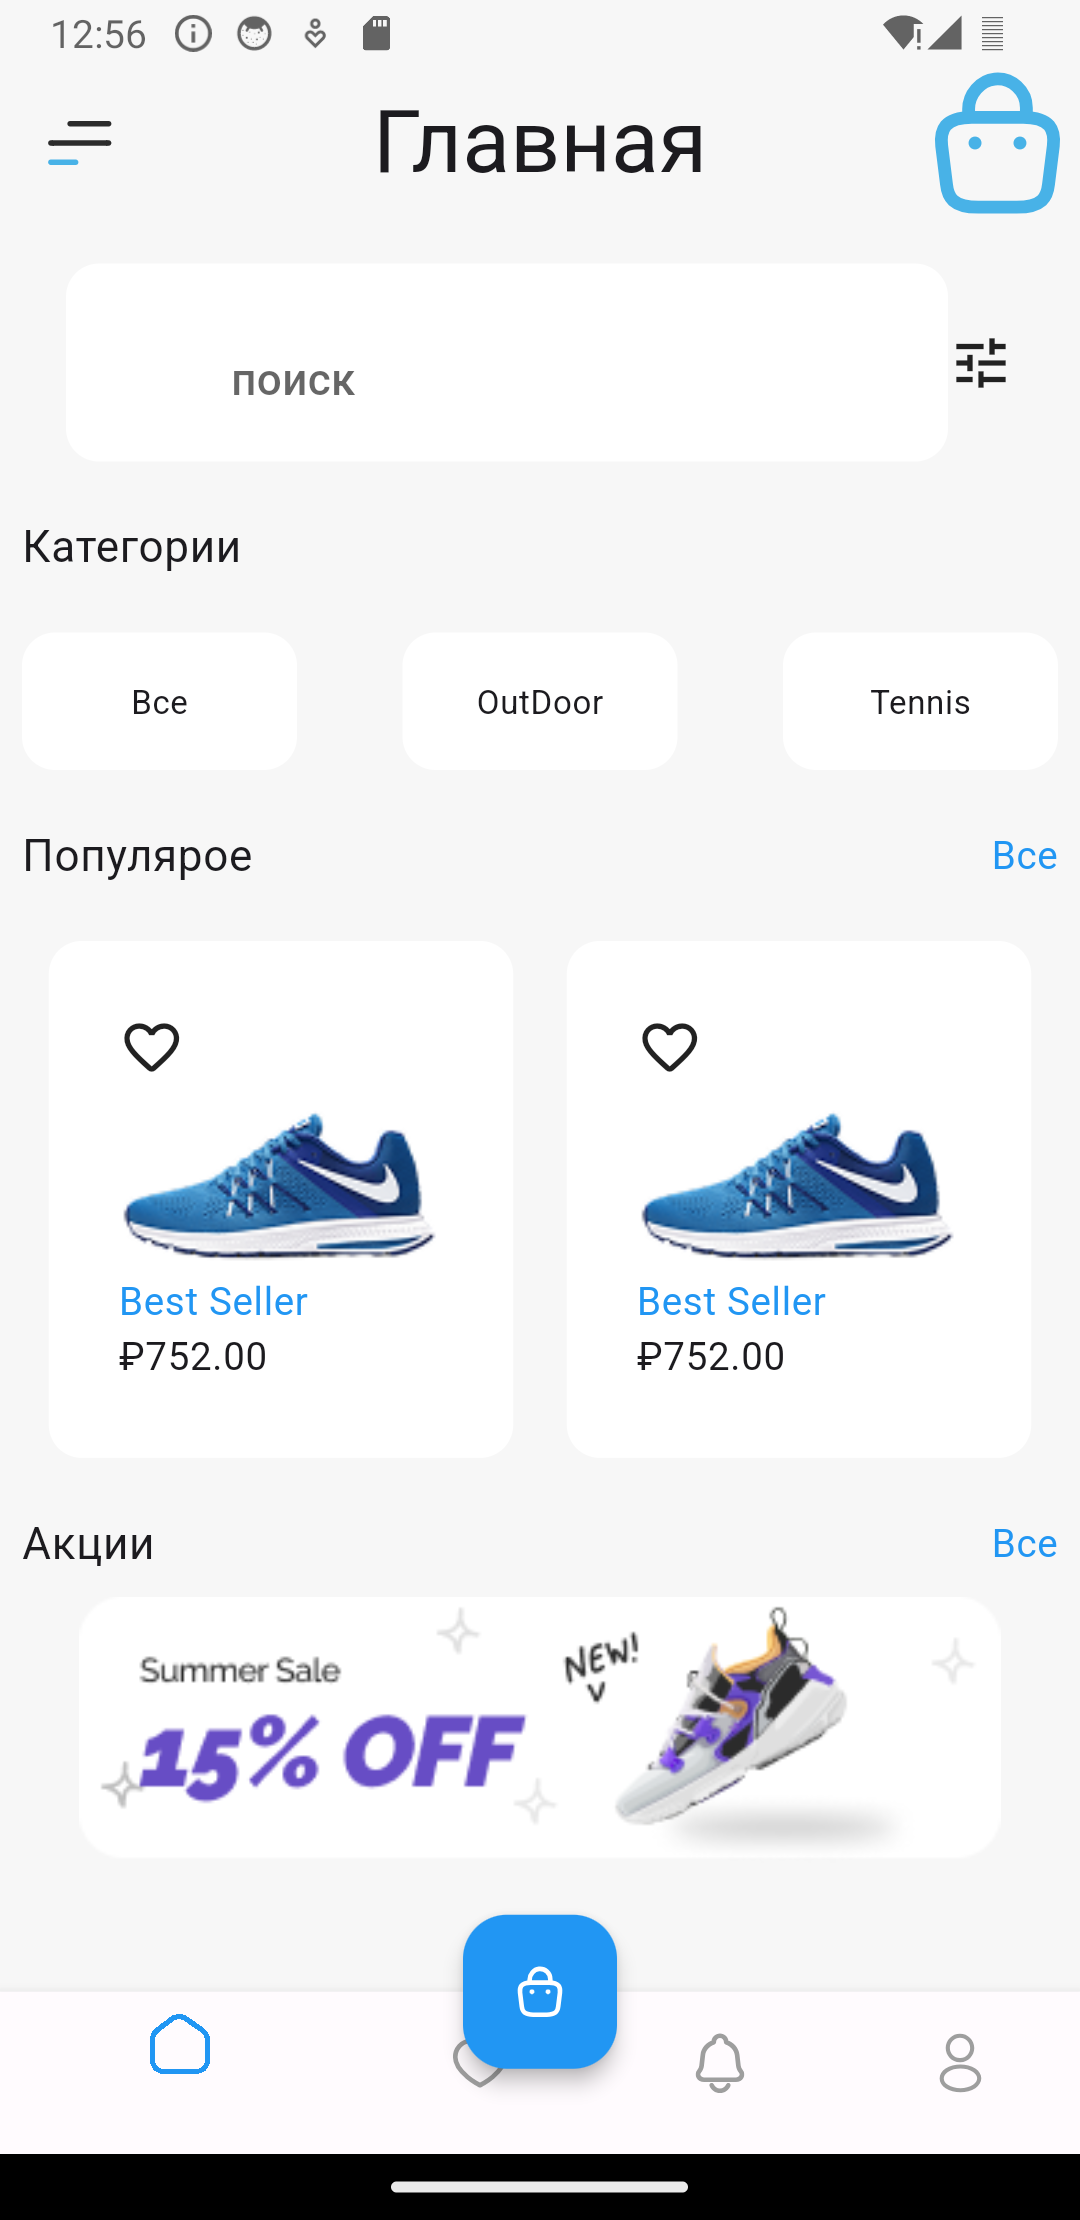 12:56
Главная
поиск
Категории
Все
OutDoor
Tennis
Популярое
Все
Best Seller
₽752.00
Best Seller
₽752.00
Акции
Все
Summer Sale
15% OFF
NEW!